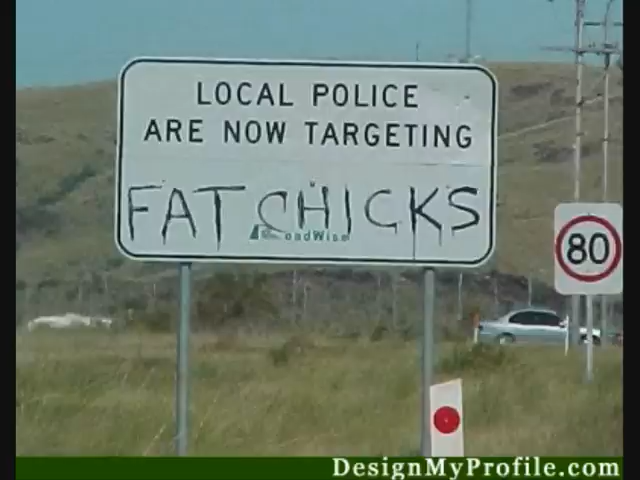 LOCAL POLICE
ARE NOW TARGETING
FAT CHICKS
RoadWise
80
DesignMyProfile.com